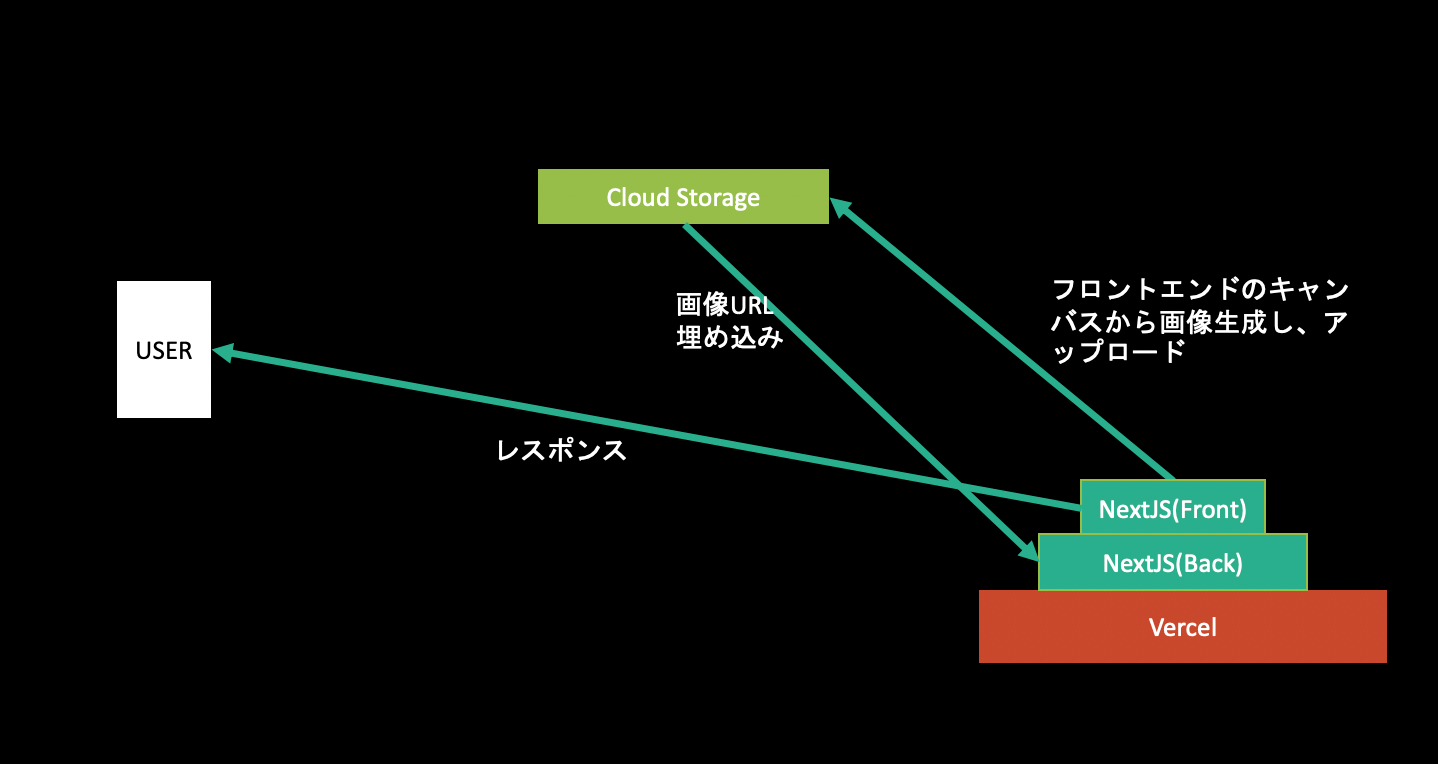 Cloud Storage
画像URL
埋め込み
フロントエンドのキャン
バスから画像生成し、ア
ップロード
USER
レスポンス
NextJS(Front)
NextJS(Back)
Vercel